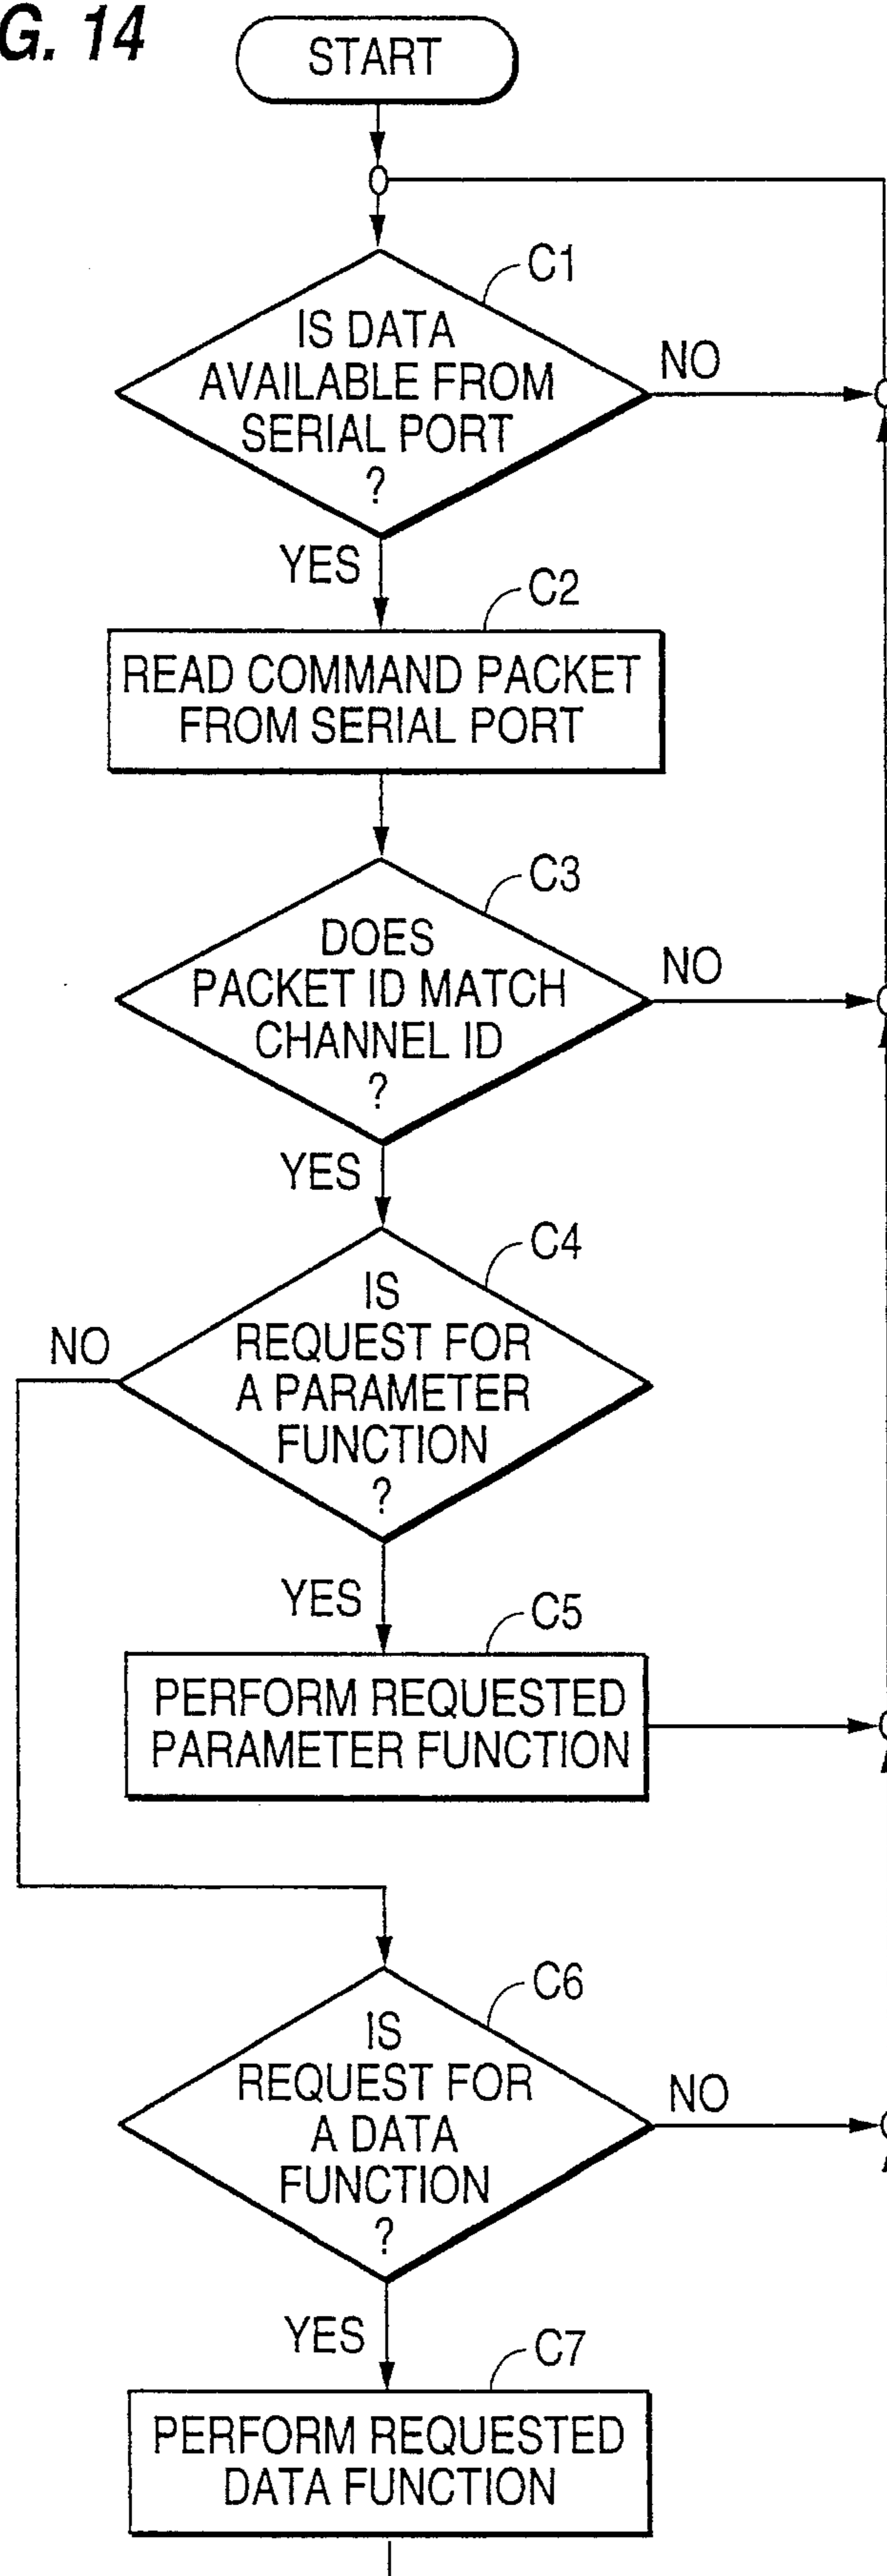 G. 14
START
C1
IS DATA
AVAILABLE FROM
SERIAL PORT
?
NO
YES
C2
READ COMMAND PACKET
FROM SERIAL PORT
C3
DOES
PACKET ID MATCH
CHANNEL ID
?
NO
YES
C4
IS
REQUEST FOR
A PARAMETER
FUNCTION
?
NO
YES
C5
PERFORM REQUESTED
PARAMETER FUNCTION
C6
IS
REQUEST FOR
A DATA
FUNCTION
?
NO
YES
C7
PERFORM REQUESTED
DATA FUNCTION